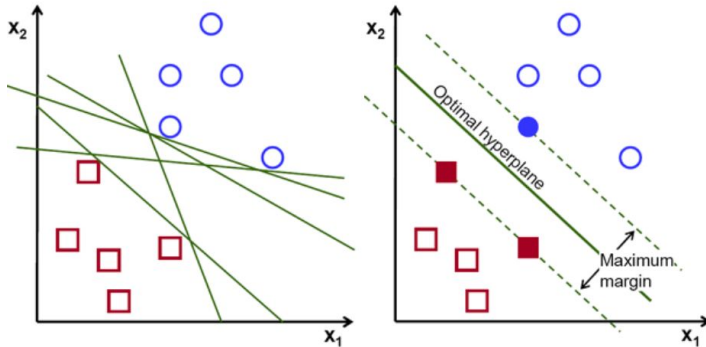 x₂
x₁
x₂
Optimal hyperplane
Maximum
margin
x₁